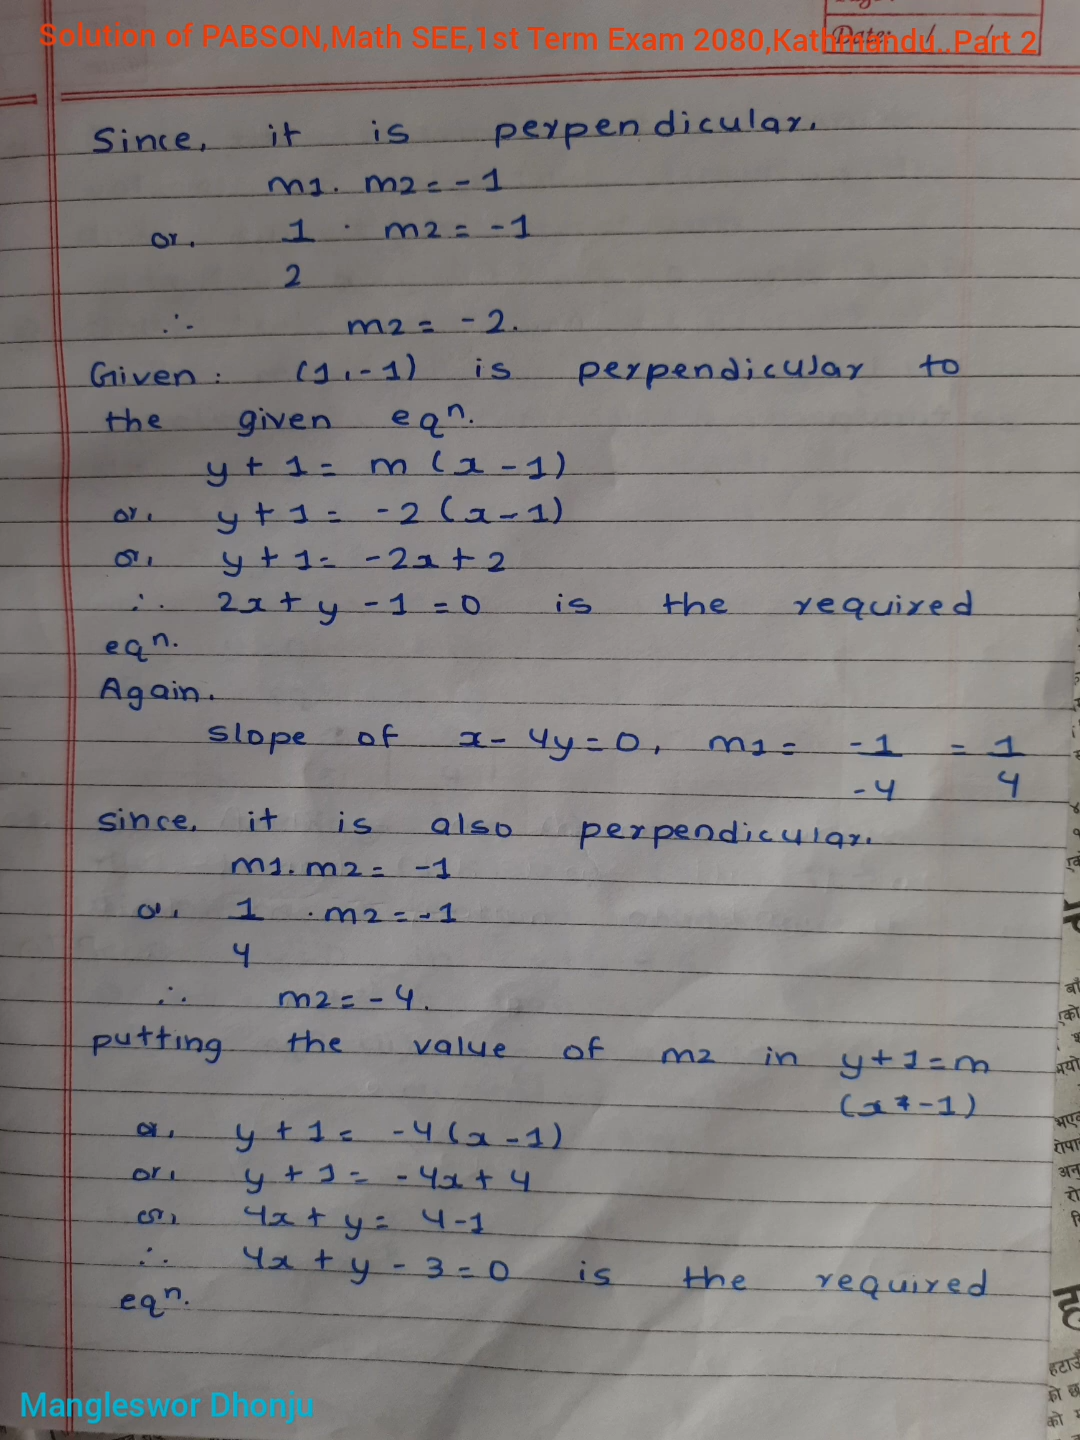 Solution of PABSON,Math SEE,1st Term Exam 2080,Kathmandu..Part 2
Date: / /
Since, it is perpendicular.
m1. m2 = -1
or, 1 . m2 = -1
2
∴ m2 = -2.
Given: (1,-1) is perpendicular to
the given eqn.
y + 1 = m (x - 1)
or, y + 1 = -2 (x - 1)
or, y + 1 = -2x + 2
∴ 2x + y - 1 = 0 is the required
eqn.
Again.
slope of x - 4y = 0, m1 = -1 = 1
-4 4
since, it is also perpendicular.
m1. m2 = -1
or, 1 . m2 = -1
4
∴ m2 = -4.
putting the value of m2 in y + 1 = m
(x - 1)
or, y + 1 = -4 (x - 1)
or, y + 1 = -4x + 4
or, 4x + y = 4 - 1
∴ 4x + y - 3 = 0 is the required
eqn.
Mangleswor Dhonju